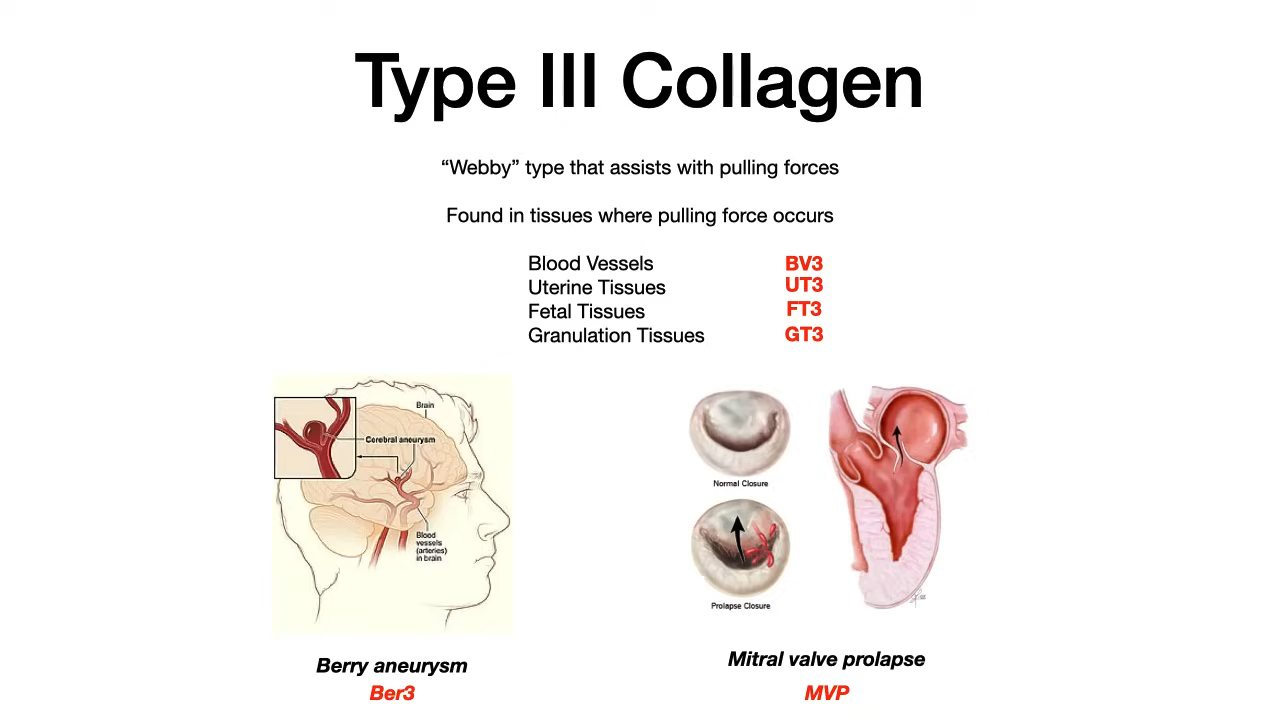 Type III Collagen
“Webby” type that assists with pulling forces
Found in tissues where pulling force occurs
Blood Vessels BV3
Uterine Tissues UT3
Fetal Tissues FT3
Granulation Tissues GT3
Brain
Cerebral aneurysm
Blood
vessels
(arteries)
in brain
Normal Closure
Prolapse Closure
Berry aneurysm
Ber3
Mitral valve prolapse
MVP